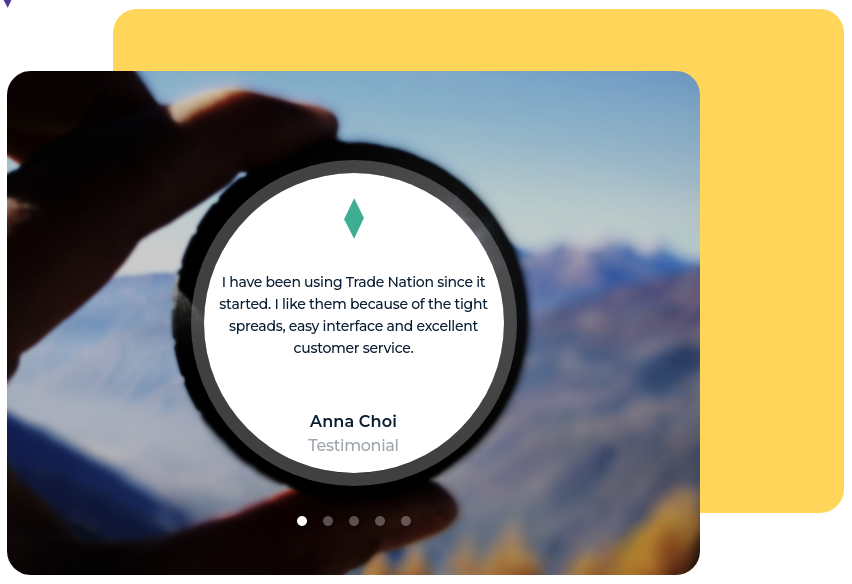 I have been using Trade Nation since it
started. I like them because of the tight
spreads, easy interface and excellent
customer service.
Anna Choi
Testimonial